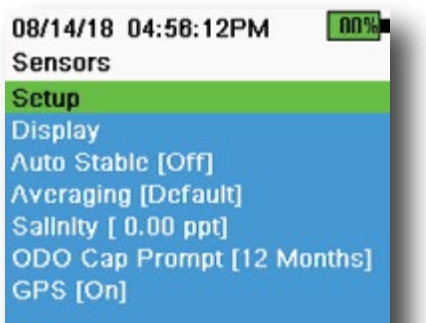 08/14/18 04:56:12PM 00%
Sensors
Setup
Display
Auto Stable [Off]
Averaging [Default]
Salinity [ 0.00 ppt]
ODO Cap Prompt [12 Months]
GPS [On]